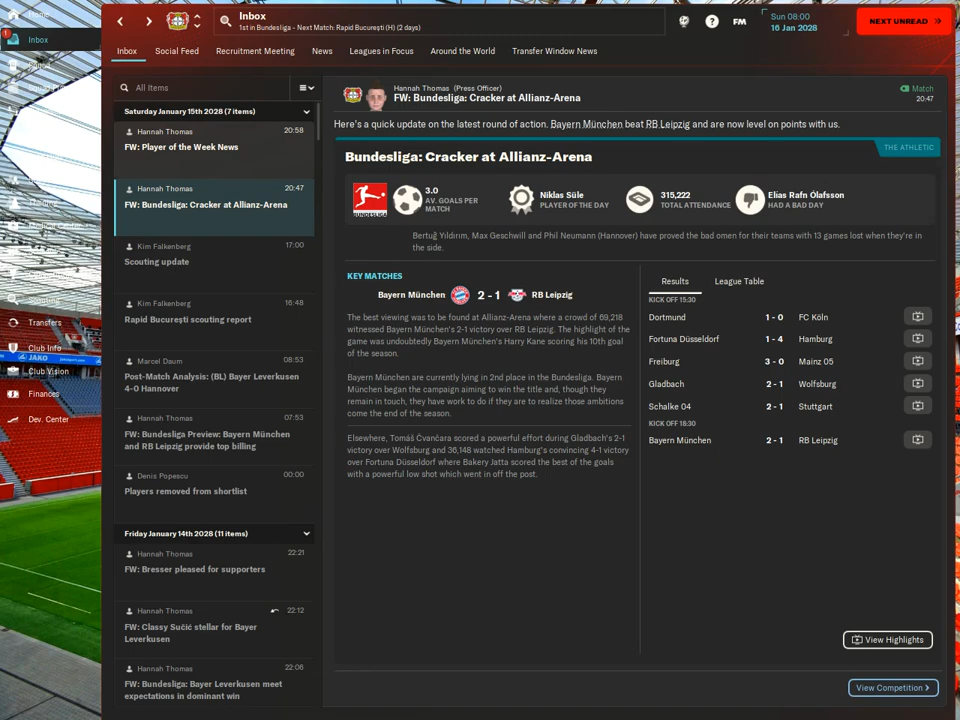 Inbox
1st in Bundesliga - Next Match: Rapid București (H) (2 days)
?
FM
Sun 08:00
16 Jan 2028
NEXT UNREAD
Home
1
Inbox
Inbox
Social Feed
Recruitment Meeting
News
Leagues in Focus
Around the World
Transfer Window News
All Items
Saturday January 15th 2028 (7 items)
Hannah Thomas 20:58
FW: Player of the Week News
Hannah Thomas 20:47
FW: Bundesliga: Cracker at Allianz-Arena
Kim Falkenberg 17:00
Scouting update
Kim Falkenberg 16:48
Rapid București scouting report
Marcel Daum 08:53
Post-Match Analysis: (BL) Bayer Leverkusen
4-0 Hannover
Hannah Thomas 07:53
FW: Bundesliga Preview: Bayern München
and RB Leipzig provide top billing
Denis Popescu 00:00
Players removed from shortlist
Friday January 14th 2028 (11 items)
Hannah Thomas 22:21
FW: Bresser pleased for supporters
Hannah Thomas 22:12
FW: Classy Sučić stellar for Bayer
Leverkusen
Hannah Thomas 22:06
FW: Bundesliga: Bayer Leverkusen meet
expectations in dominant win
Transfers
Club Info
JAKO
Club Vision
Finances
Dev. Center
Hannah Thomas (Press Officer)
FW: Bundesliga: Cracker at Allianz-Arena
Match
20:47
Here's a quick update on the latest round of action. Bayern München beat RB Leipzig and are now level on points with us.
THE ATHLETIC
Bundesliga: Cracker at Allianz-Arena
BUNDESLIGA
3.0
AV. GOALS PER
MATCH
Niklas Süle
PLAYER OF THE DAY
315,222
TOTAL ATTENDANCE
Elías Rafn Ólafsson
HAD A BAD DAY
Bertuğ Yıldırım, Max Geschwill and Phil Neumann (Hannover) have proved the bad omen for their teams with 13 games lost when they're in
the side.
KEY MATCHES
Bayern München 2 - 1 RB Leipzig
The best viewing was to be found at Allianz-Arena where a crowd of 69,218
witnessed Bayern München's 2-1 victory over RB Leipzig. The highlight of the
game was undoubtedly Bayern München's Harry Kane scoring his 10th goal
of the season.
Bayern München are currently lying in 2nd place in the Bundesliga. Bayern
München began the campaign aiming to win the title and, though they
remain in touch, they have work to do if they are to realize those ambitions
come the end of the season.
Elsewhere, Tomáš Čvančara scored a powerful effort during Gladbach's 2-1
victory over Wolfsburg and 36,148 watched Hamburg's convincing 4-1 victory
over Fortuna Düsseldorf where Bakery Jatta scored the best of the goals
with a powerful low shot which went in off the post.
Results
League Table
KICK OFF 15:30
Dortmund 1 - 0 FC Köln
Fortuna Düsseldorf 1 - 4 Hamburg
Freiburg 3 - 0 Mainz 05
Gladbach 2 - 1 Wolfsburg
Schalke 04 2 - 1 Stuttgart
KICK OFF 18:30
Bayern München 2 - 1 RB Leipzig
View Highlights
View Competition